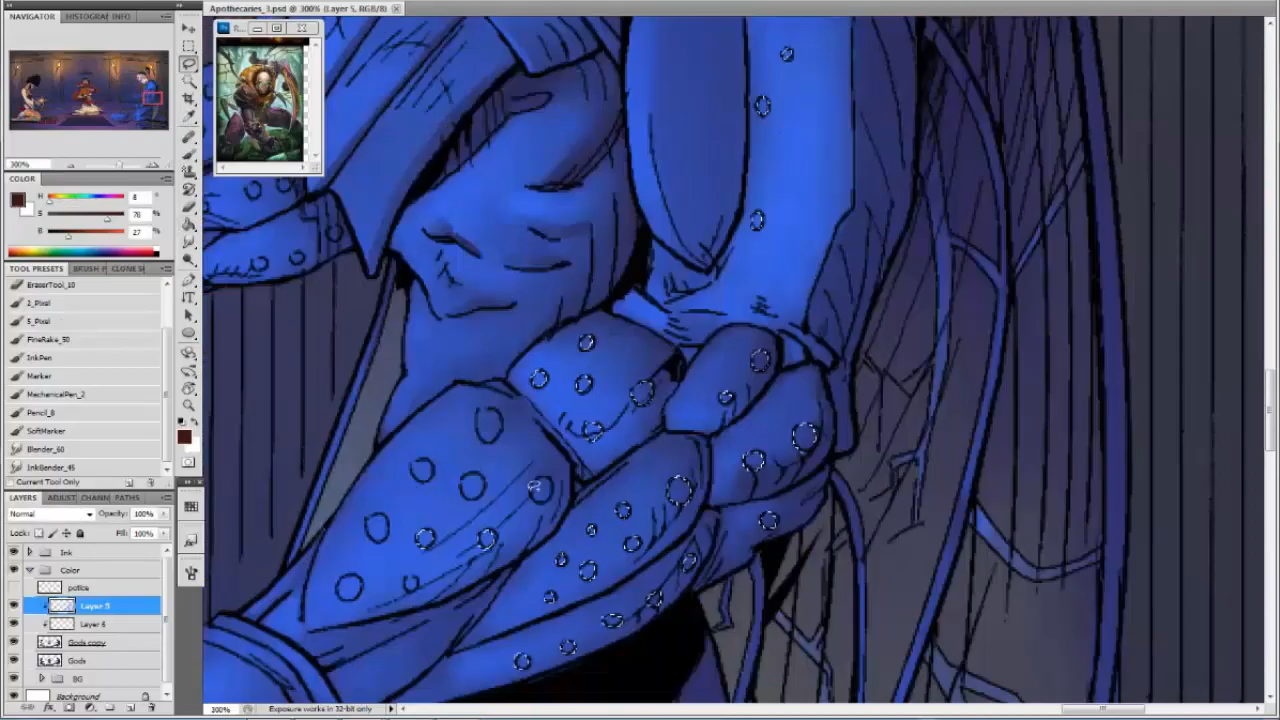 NAVIGATOR HISTOGRAM INFO
Apothecaries_3.psd @ 300% (Layer 5, RGB/8)
300%
COLOR
H 8 °
S 78 %
B 27 %
TOOL PRESETS BRUSH P CLONE S
EraserTool_10
2_Pixel
5_Pixel
FineRake_50
InkPen
Marker
MechanicalPen_2
Pencil_8
SoftMarker
Blender_60
InkBlender_45
Current Tool Only
LAYERS ADJUST CHANN PATHS
Normal Opacity: 100%
Lock: Fill: 100%
Ink
Color
potice
Layer 5
Layer 6
Gods copy
Gods
BG
Background
300% Exposure works in 32-bit only